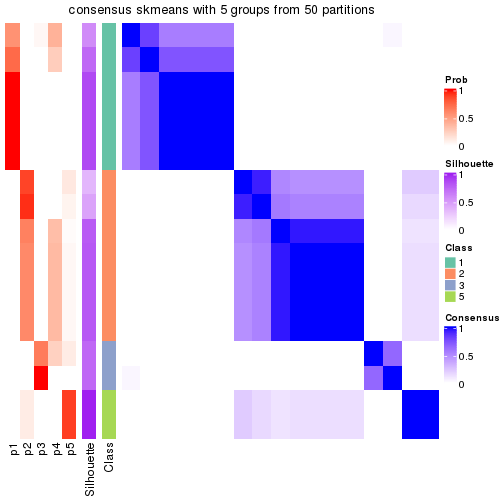 consensus skmeans with 5 groups from 50 partitions
Prob
1
0.5
0
Silhouette
1
0.5
0
Class
1
2
3
5
Consensus
1
0.5
0
p1
p2
p3
p4
p5
Silhouette
Class